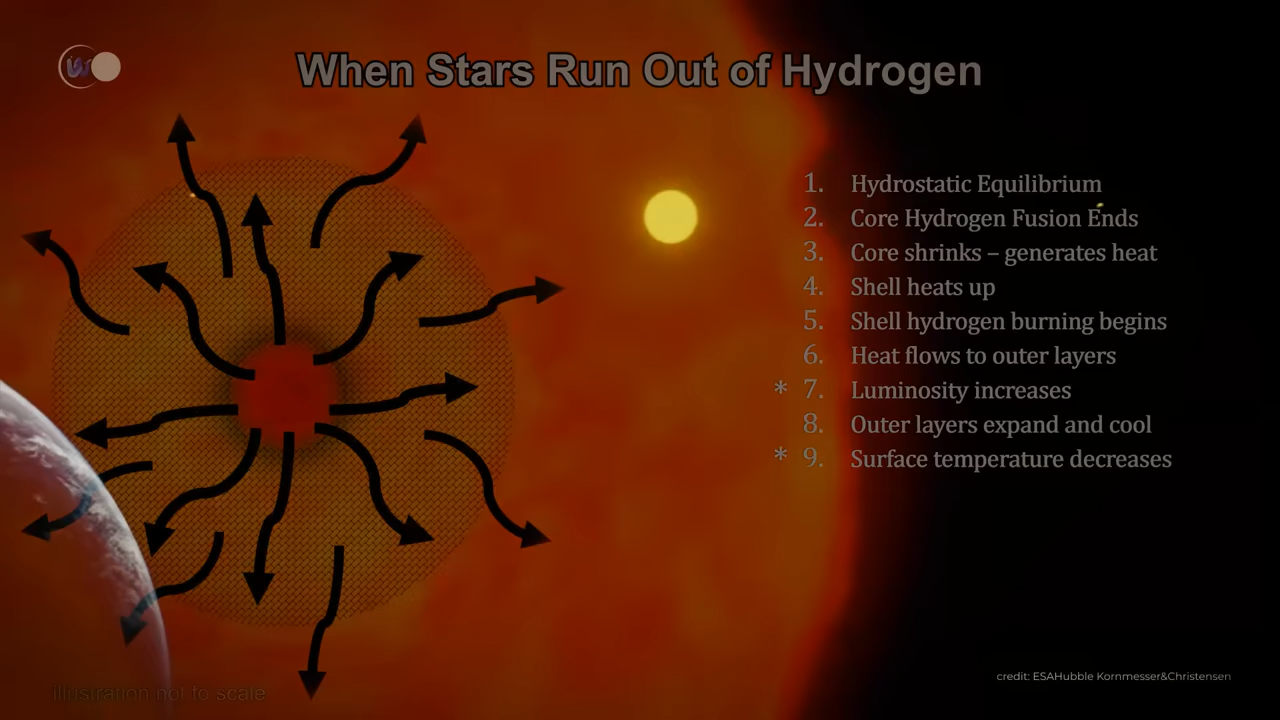 When Stars Run Out of Hydrogen
1. Hydrostatic Equilibrium
2. Core Hydrogen Fusion Ends
3. Core shrinks – generates heat
4. Shell heats up
5. Shell hydrogen burning begins
6. Heat flows to outer layers
* 7. Luminosity increases
8. Outer layers expand and cool
* 9. Surface temperature decreases
credit: ESAHubble Kornmesser&Christensen
Illustration not to scale